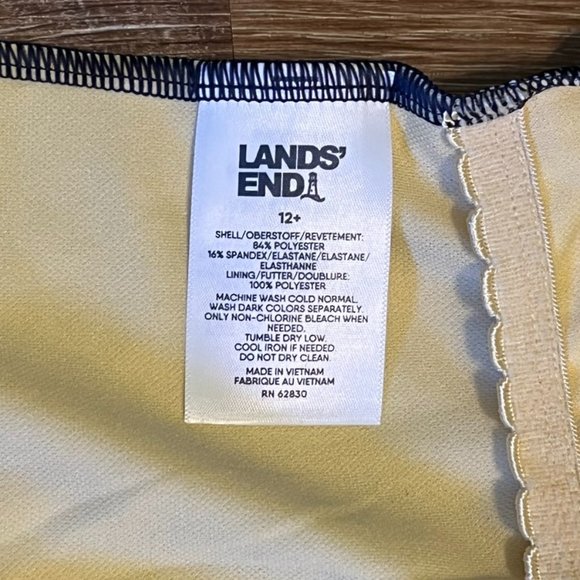 LANDS'
END
12+
SHELL/OBERSTOFF/REVETEMENT:
84% POLYESTER
16% SPANDEX/ELASTANE/ELASTANE/
ELASTHANNE
LINING/FUTTER/DOUBLURE:
100% POLYESTER
MACHINE WASH COLD NORMAL.
WASH DARK COLORS SEPARATELY.
ONLY NON-CHLORINE BLEACH WHEN
NEEDED.
TUMBLE DRY LOW.
COOL IRON IF NEEDED
DO NOT DRY CLEAN.
MADE IN VIETNAM
FABRIQUE AU VIETNAM
RN 62830